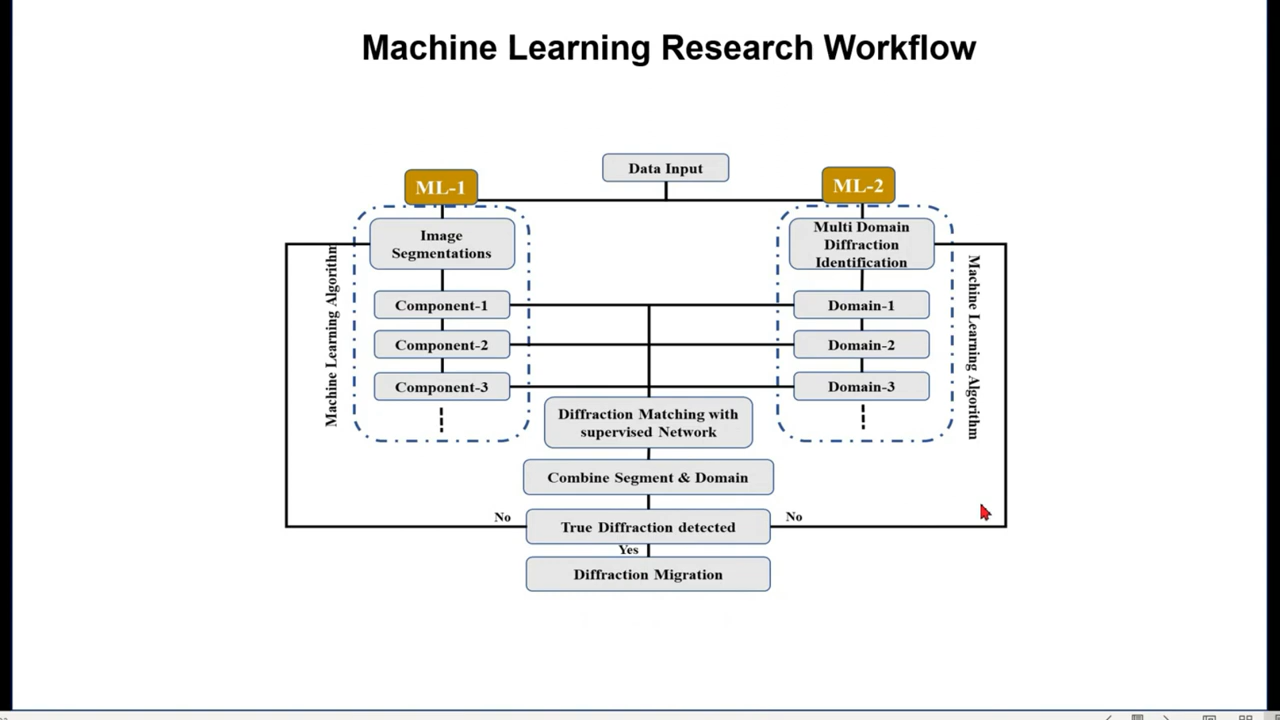 Machine Learning Research Workflow
Data Input
ML-1
ML-2
Image
Segmentations
Multi Domain
Diffraction
Identification
Machine Learning Algorithm
Machine Learning Algorithm
Component-1
Domain-1
Component-2
Domain-2
Component-3
Domain-3
Diffraction Matching with
supervised Network
Combine Segment & Domain
No
True Diffraction detected
No
Yes
Diffraction Migration